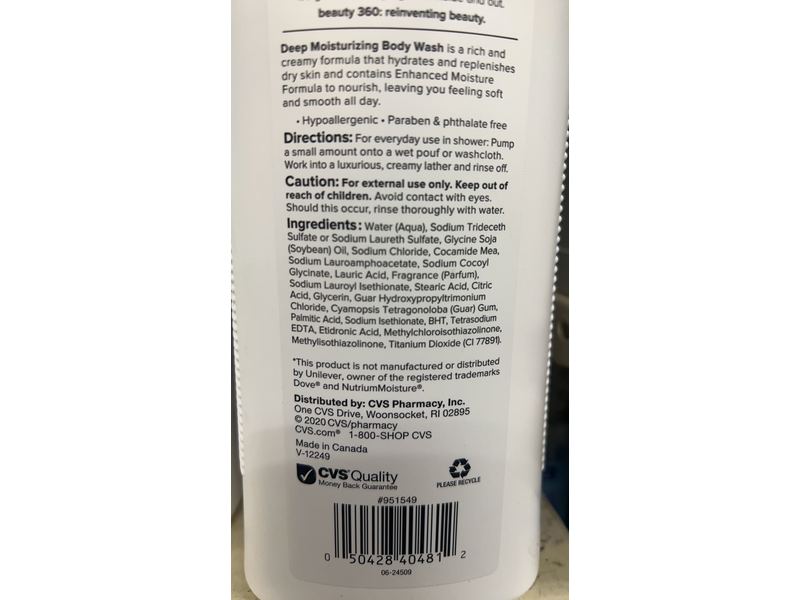 and out.
beauty 360: reinventing beauty.
Deep Moisturizing Body Wash is a rich and
creamy formula that hydrates and replenishes
dry skin and contains Enhanced Moisture
Formula to nourish, leaving you feeling soft
and smooth all day.
• Hypoallergenic • Paraben & phthalate free
Directions: For everyday use in shower: Pump
a small amount onto a wet pouf or washcloth.
Work into a luxurious, creamy lather and rinse off.
Caution: For external use only. Keep out of
reach of children. Avoid contact with eyes.
Should this occur, rinse thoroughly with water.
Ingredients: Water (Aqua), Sodium Trideceth
Sulfate or Sodium Laureth Sulfate, Glycine Soja
(Soybean) Oil, Sodium Chloride, Cocamide Mea,
Sodium Lauroamphoacetate, Sodium Cocoyl
Glycinate, Lauric Acid, Fragrance (Parfum),
Sodium Lauroyl Isethionate, Stearic Acid, Citric
Acid, Glycerin, Guar Hydroxypropyltrimonium
Chloride, Cyamopsis Tetragonoloba (Guar) Gum,
Palmitic Acid, Sodium Isethionate, BHT, Tetrasodium
EDTA, Etidronic Acid, Methylchloroisothiazolinone,
Methylisothiazolinone, Titanium Dioxide (CI 77891).
*This product is not manufactured or distributed
by Unilever, owner of the registered trademarks
Dove® and NutriumMoisture®.
Distributed by: CVS Pharmacy, Inc.
One CVS Drive, Woonsocket, RI 02895
© 2020 CVS/pharmacy
CVS.com® 1-800-SHOP CVS
Made in Canada
V-12249
CVS Quality
Money Back Guarantee
PLEASE RECYCLE
#951549
0 50428 40481 2
06-24509